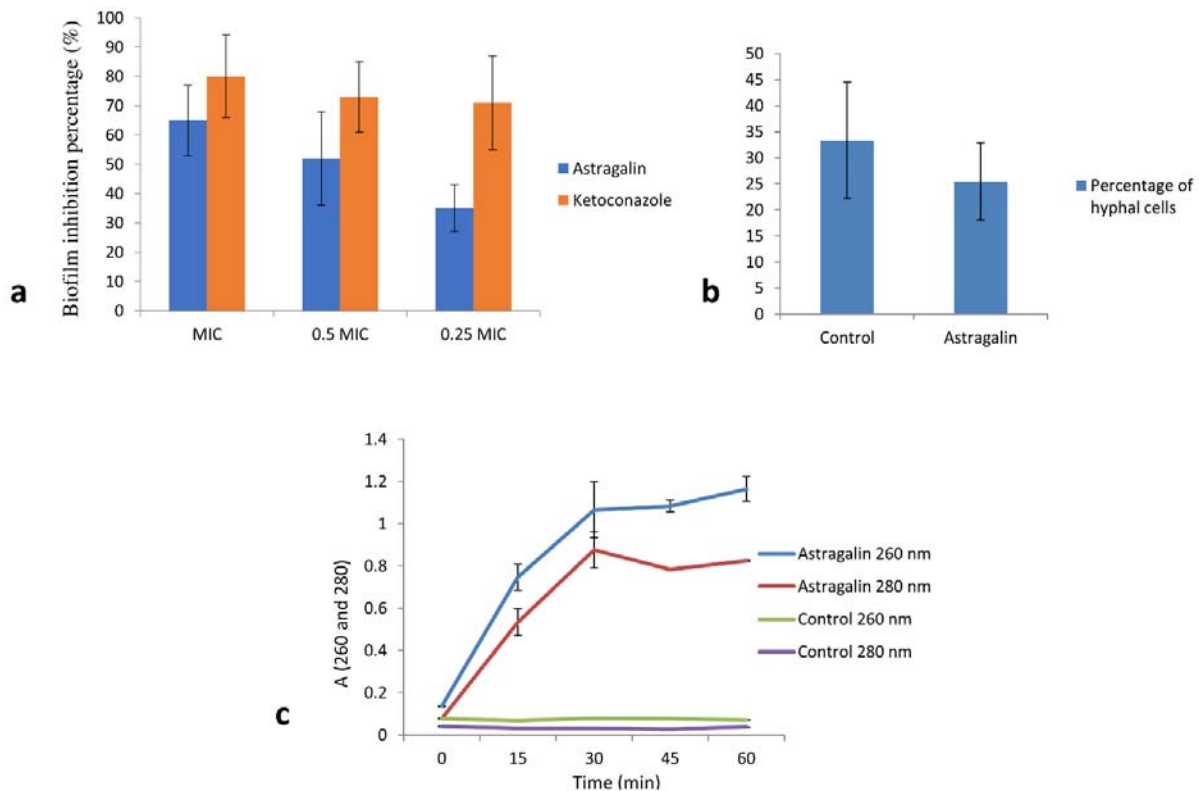 Biofilm inhibition percentage (%)
100
90
80
70
60
50
40
30
20
10
0
MIC
0.5 MIC
0.25 MIC
Astragalin
Ketoconazole
a
50
45
40
35
30
25
20
15
10
5
0
Control
Astragalin
Percentage of
hyphal cells
b
A (260 and 280)
1.4
1.2
1
0.8
0.6
0.4
0.2
0
0
15
30
45
60
Time (min)
Astragalin 260 nm
Astragalin 280 nm
Control 260 nm
Control 280 nm
c